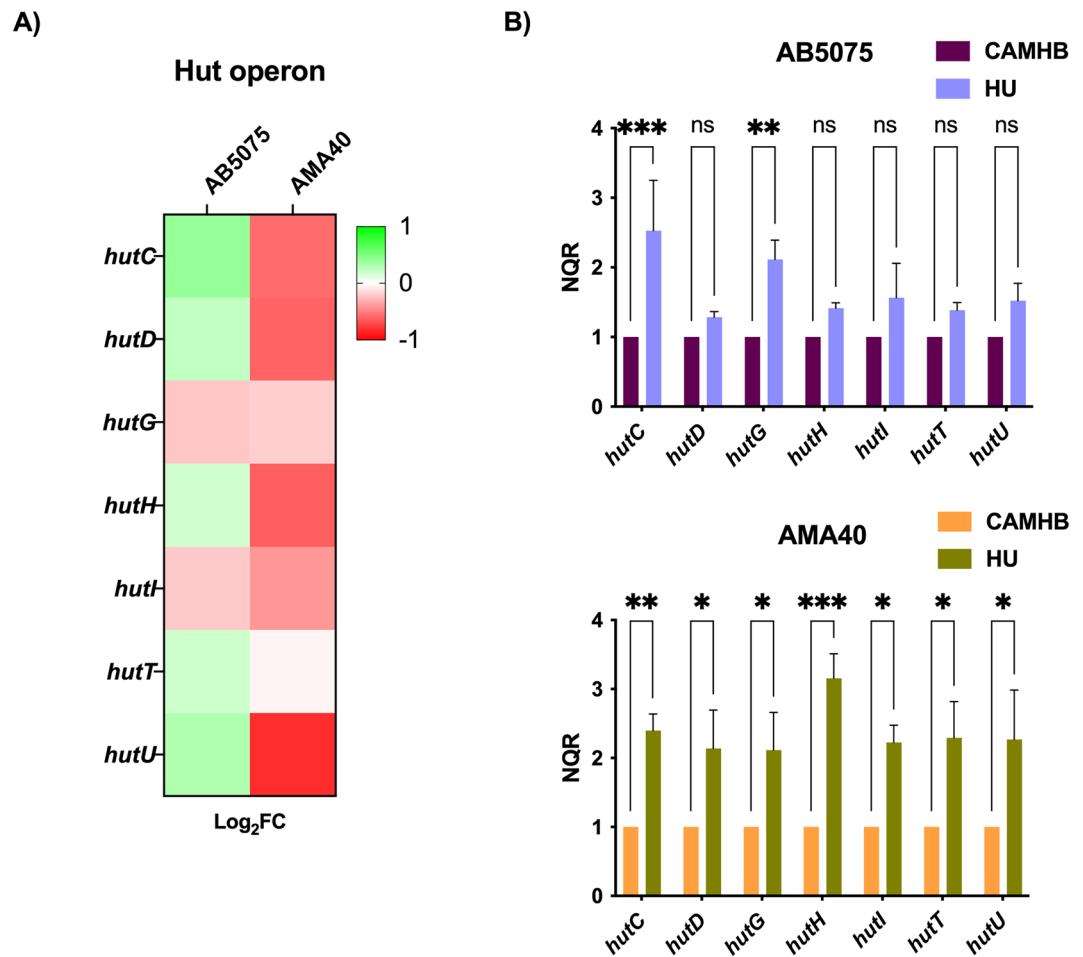 A)
Hut operon
AB5075
AMA40
hutC
hutD
hutG
hutH
hutI
hutT
hutU
1
0
-1
Log₂FC
B)
AB5075
CAMHB
HU
*** ns ** ns ns ns ns
4
3
2
1
0
NQR
hutC hutD hutG hutH hutI hutT hutU
AMA40
CAMHB
HU
** * * *** * * *
4
3
2
1
0
NQR
hutC hutD hutG hutH hutI hutT hutU